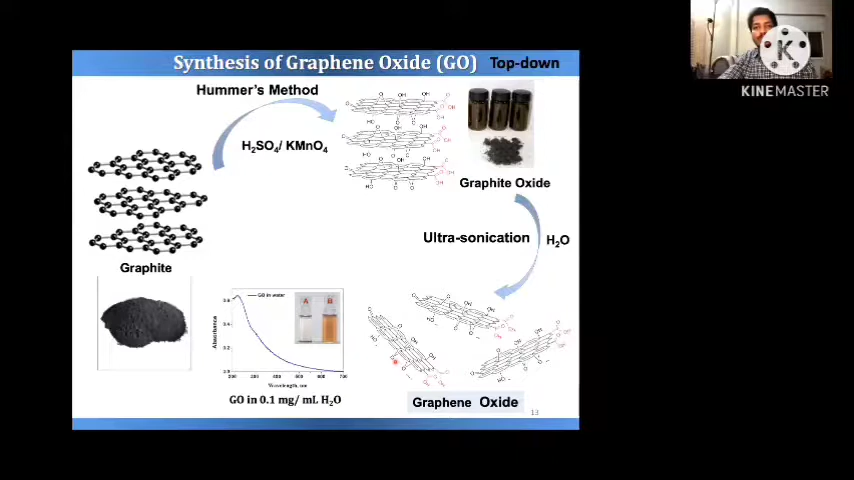 Synthesis of Graphene Oxide (GO) Top-down
Hummer's Method
H2SO4/ KMnO4
Graphite Oxide
Ultra-sonication
H2O
Graphite
GO in water
A
B
Absorbance
Wavelength, nm
GO in 0.1 mg/ mL H2O
Graphene Oxide
13
K
KINEMASTER